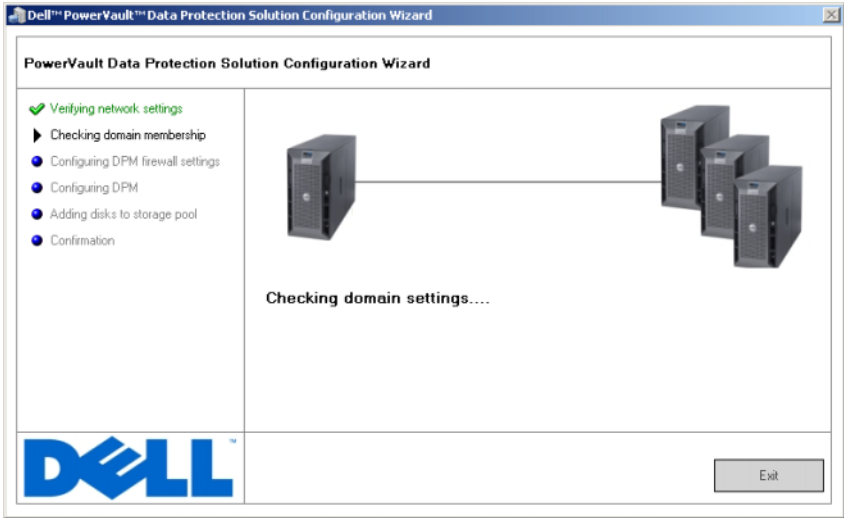 Dell™ PowerVault™ Data Protection Solution Configuration Wizard
PowerVault Data Protection Solution Configuration Wizard
Verifying network settings
Checking domain membership
Configuring DPM firewall settings
Configuring DPM
Adding disks to storage pool
Confirmation
Checking domain settings....
DELL™
Exit